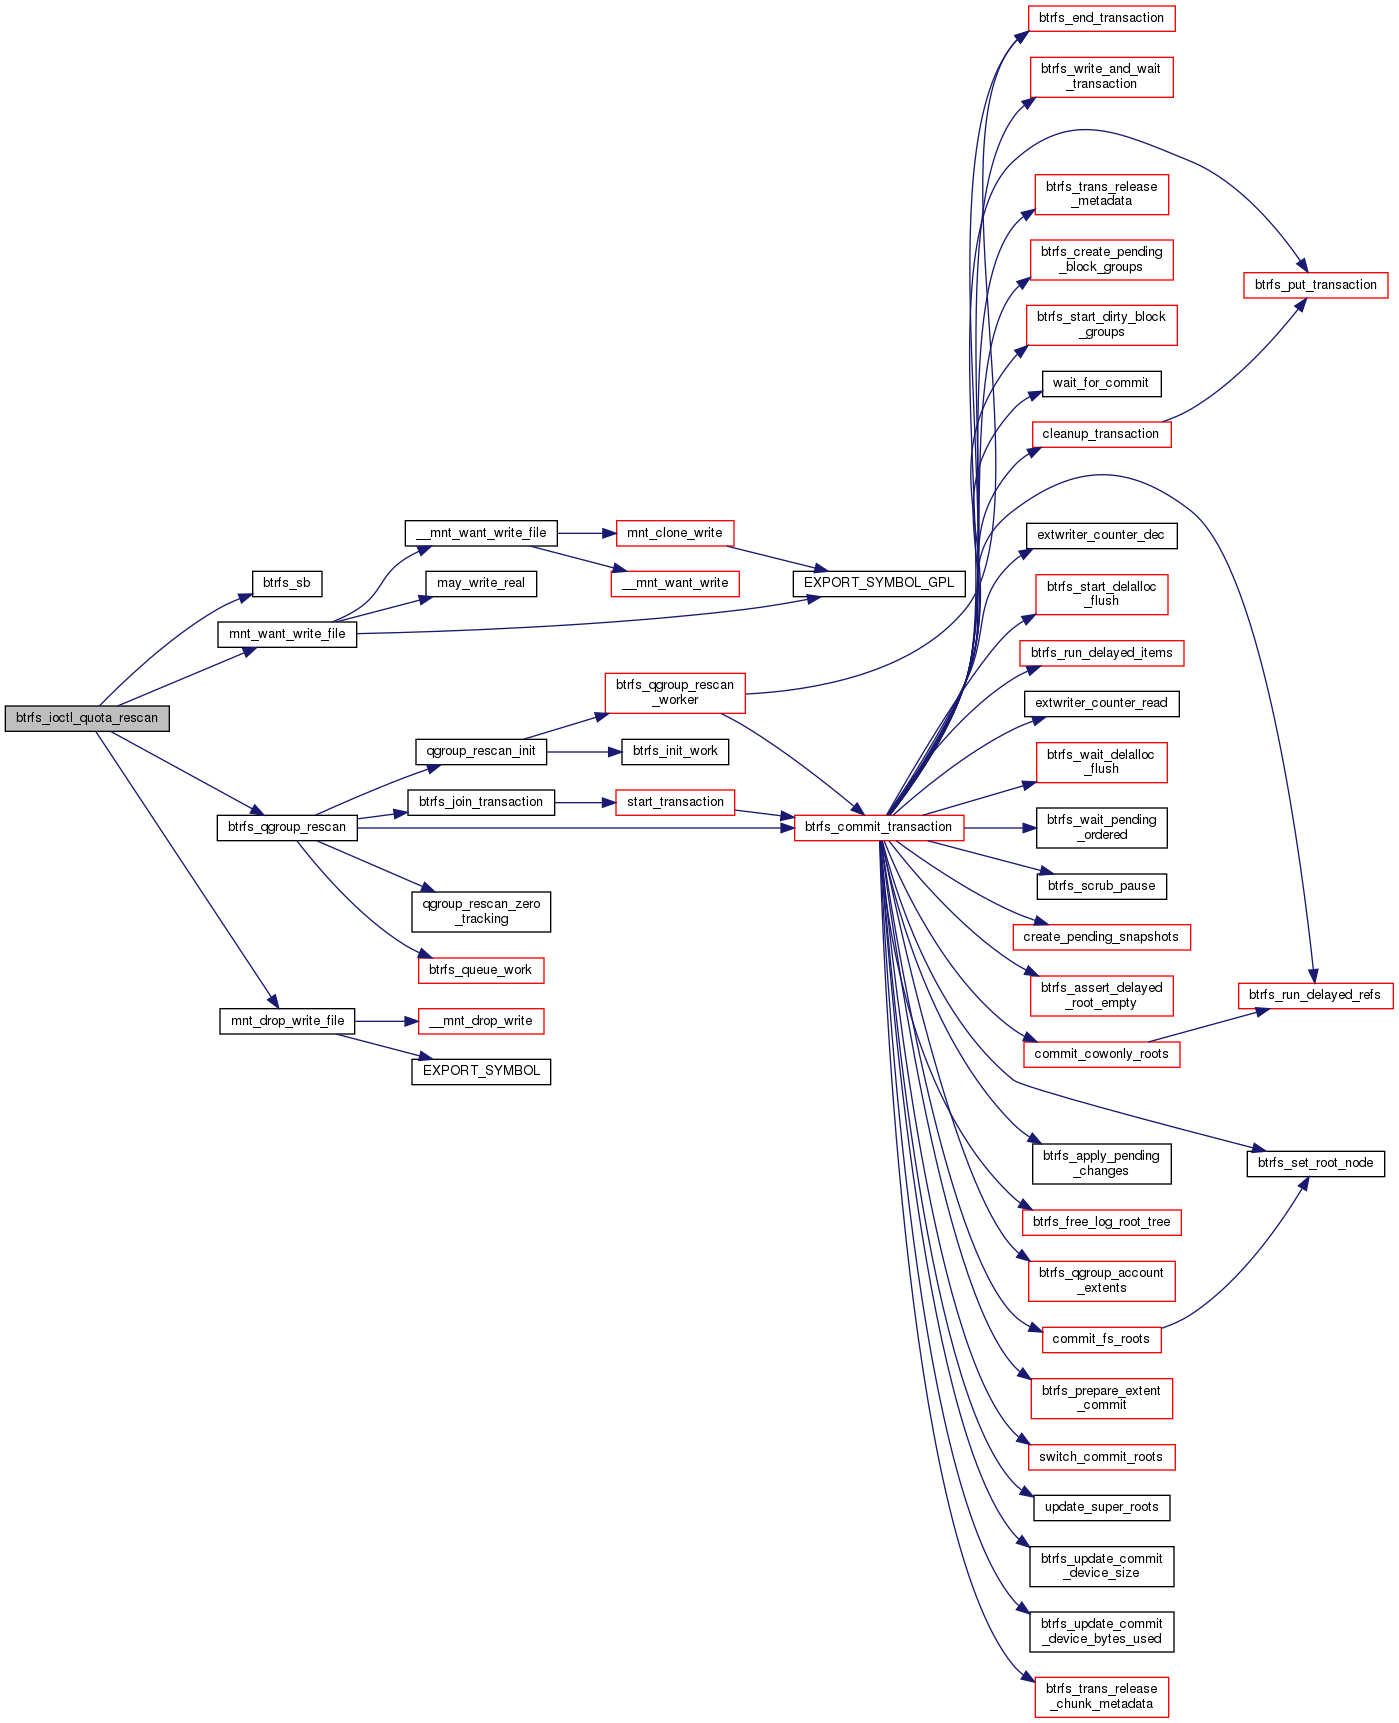 btrfs_ioctl_quota_rescan
btrfs_sb
mnt_want_write_file
btrfs_qgroup_rescan
mnt_drop_write_file
__mnt_want_write_file
may_write_real
qgroup_rescan_init
btrfs_join_transaction
qgroup_rescan_zero
_tracking
btrfs_queue_work
__mnt_drop_write
EXPORT_SYMBOL
mnt_clone_write
__mnt_want_write
btrfs_qgroup_rescan
_worker
btrfs_init_work
start_transaction
EXPORT_SYMBOL_GPL
btrfs_commit_transaction
btrfs_end_transaction
btrfs_write_and_wait
_transaction
btrfs_trans_release
_metadata
btrfs_create_pending
_block_groups
btrfs_start_dirty_block
_groups
wait_for_commit
cleanup_transaction
extwriter_counter_dec
btrfs_start_delalloc
_flush
btrfs_run_delayed_items
extwriter_counter_read
btrfs_wait_delalloc
_flush
btrfs_wait_pending
_ordered
btrfs_scrub_pause
create_pending_snapshots
btrfs_assert_delayed
_root_empty
commit_cowonly_roots
btrfs_apply_pending
_changes
btrfs_free_log_root_tree
btrfs_qgroup_account
_extents
commit_fs_roots
btrfs_prepare_extent
_commit
switch_commit_roots
update_super_roots
btrfs_update_commit
_device_size
btrfs_update_commit
_device_bytes_used
btrfs_trans_release
_chunk_metadata
btrfs_put_transaction
btrfs_run_delayed_refs
btrfs_set_root_node